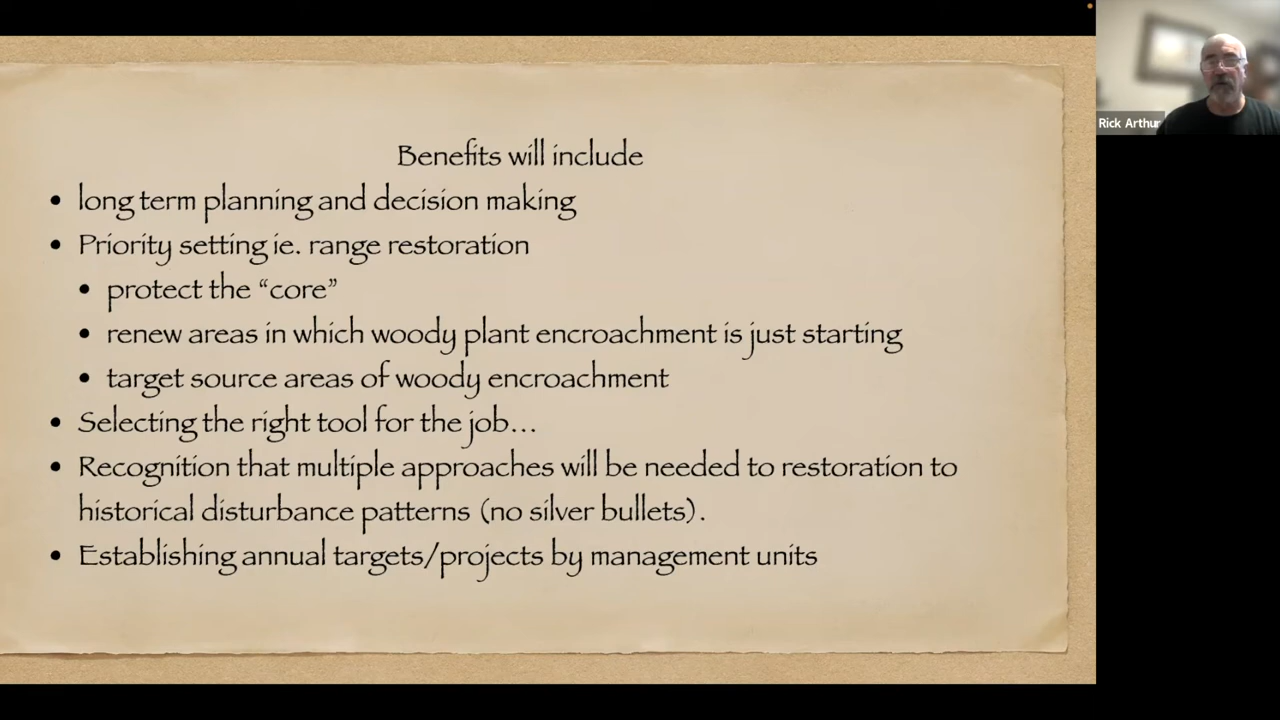 Benefits will include
• long term planning and decision making
• Priority setting ie. range restoration
• protect the “core”
• renew areas in which woody plant encroachment is just starting
• target source areas of woody encroachment
• Selecting the right tool for the job…
• Recognition that multiple approaches will be needed to restoration to
historical disturbance patterns (no silver bullets).
• Establishing annual targets/projects by management units
Rick Arthur